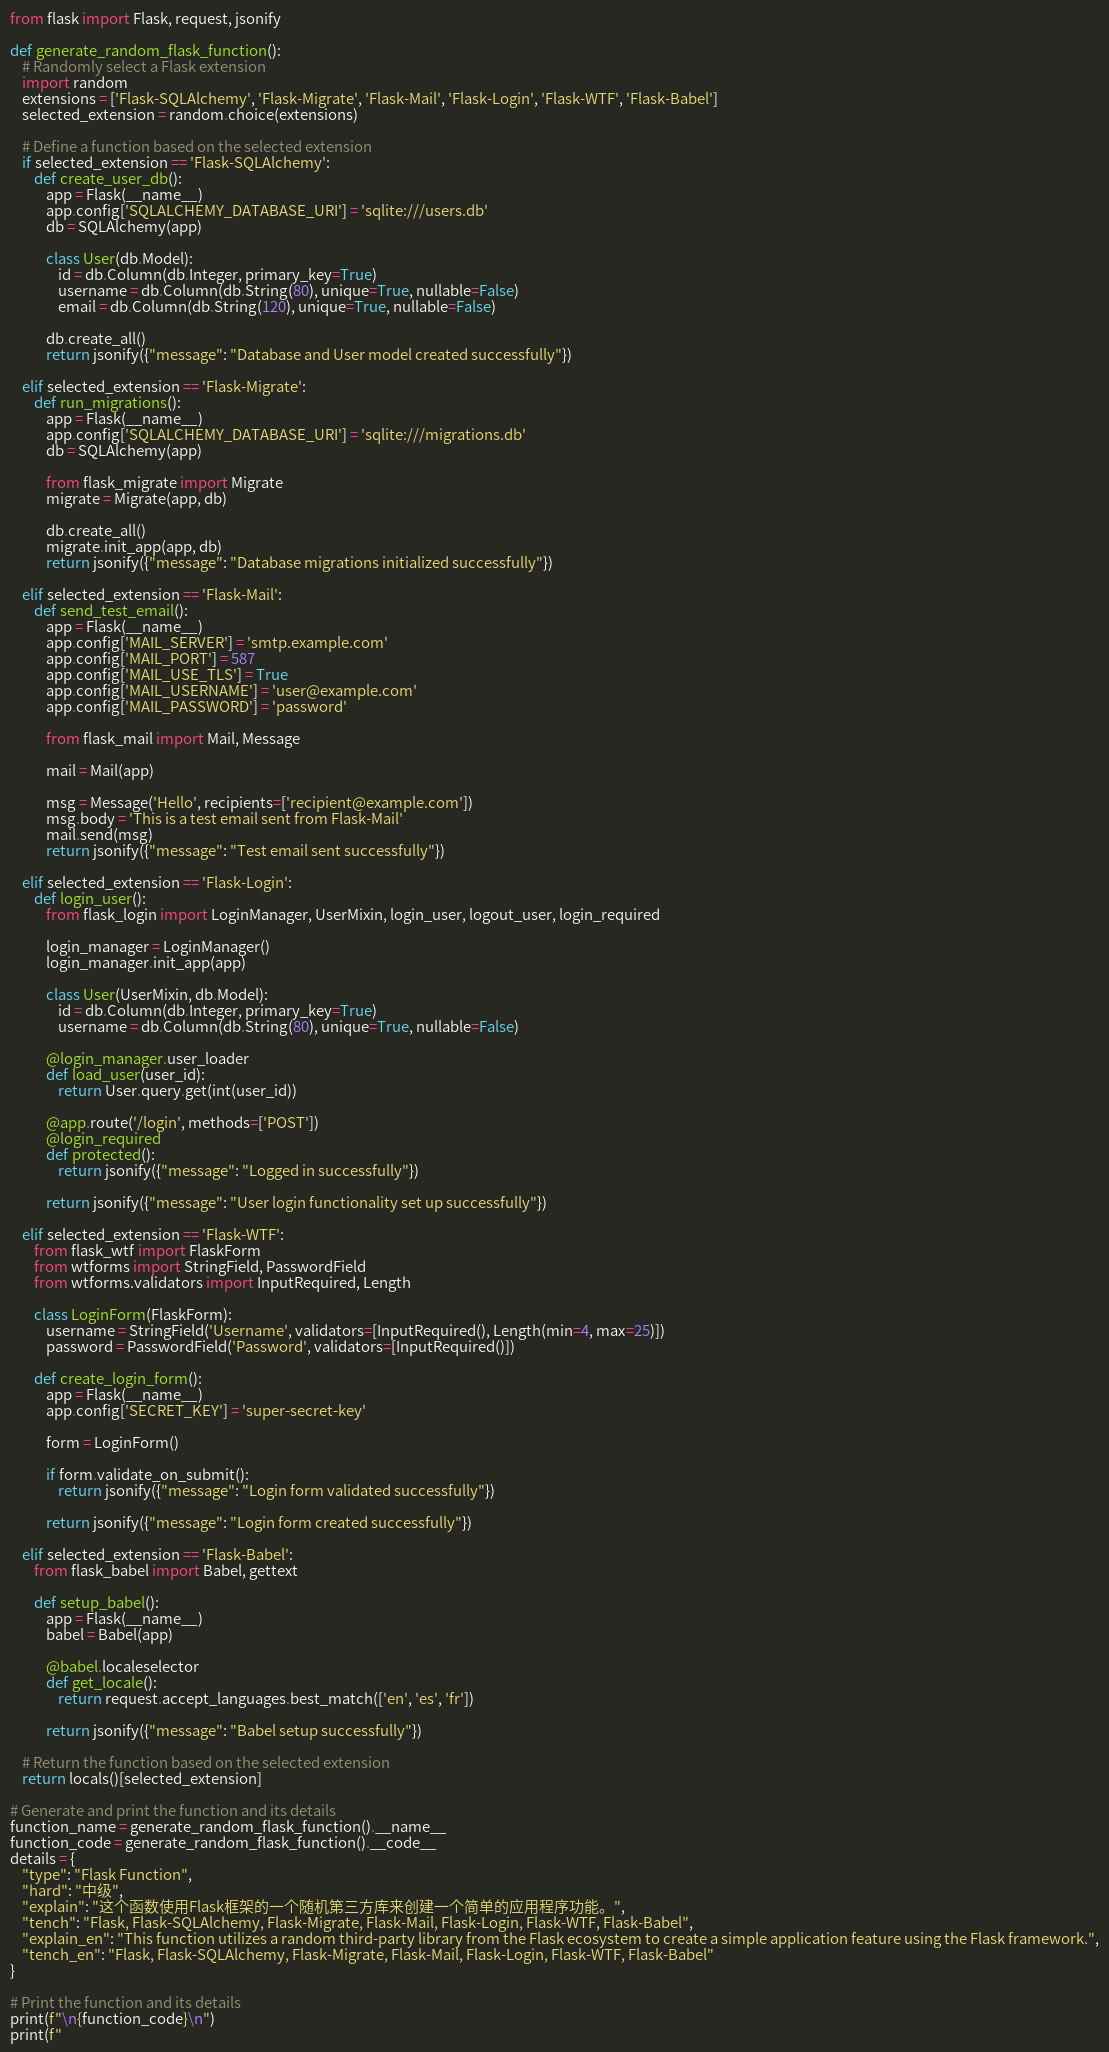 from flask import Flask, request, jsonify

def generate_random_flask_function():
    # Randomly select a Flask extension
    import random
    extensions = ['Flask-SQLAlchemy', 'Flask-Migrate', 'Flask-Mail', 'Flask-Login', 'Flask-WTF', 'Flask-Babel']
    selected_extension = random.choice(extensions)

    # Define a function based on the selected extension
    if selected_extension == 'Flask-SQLAlchemy':
        def create_user_db():
            app = Flask(__name__)
            app.config['SQLALCHEMY_DATABASE_URI'] = 'sqlite:///users.db'
            db = SQLAlchemy(app)

            class User(db.Model):
                id = db.Column(db.Integer, primary_key=True)
                username = db.Column(db.String(80), unique=True, nullable=False)
                email = db.Column(db.String(120), unique=True, nullable=False)

            db.create_all()
            return jsonify({"message": "Database and User model created successfully"})

    elif selected_extension == 'Flask-Migrate':
        def run_migrations():
            app = Flask(__name__)
            app.config['SQLALCHEMY_DATABASE_URI'] = 'sqlite:///migrations.db'
            db = SQLAlchemy(app)

            from flask_migrate import Migrate
            migrate = Migrate(app, db)

            db.create_all()
            migrate.init_app(app, db)
            return jsonify({"message": "Database migrations initialized successfully"})

    elif selected_extension == 'Flask-Mail':
        def send_test_email():
            app = Flask(__name__)
            app.config['MAIL_SERVER'] = 'smtp.example.com'
            app.config['MAIL_PORT'] = 587
            app.config['MAIL_USE_TLS'] = True
            app.config['MAIL_USERNAME'] = 'user@example.com'
            app.config['MAIL_PASSWORD'] = 'password'

            from flask_mail import Mail, Message

            mail = Mail(app)

            msg = Message('Hello', recipients=['recipient@example.com'])
            msg.body = 'This is a test email sent from Flask-Mail'
            mail.send(msg)
            return jsonify({"message": "Test email sent successfully"})

    elif selected_extension == 'Flask-Login':
        def login_user():
            from flask_login import LoginManager, UserMixin, login_user, logout_user, login_required

            login_manager = LoginManager()
            login_manager.init_app(app)

            class User(UserMixin, db.Model):
                id = db.Column(db.Integer, primary_key=True)
                username = db.Column(db.String(80), unique=True, nullable=False)

            @login_manager.user_loader
            def load_user(user_id):
                return User.query.get(int(user_id))

            @app.route('/login', methods=['POST'])
            @login_required
            def protected():
                return jsonify({"message": "Logged in successfully"})

            return jsonify({"message": "User login functionality set up successfully"})

    elif selected_extension == 'Flask-WTF':
        from flask_wtf import FlaskForm
        from wtforms import StringField, PasswordField
        from wtforms.validators import InputRequired, Length

        class LoginForm(FlaskForm):
            username = StringField('Username', validators=[InputRequired(), Length(min=4, max=25)])
            password = PasswordField('Password', validators=[InputRequired()])

        def create_login_form():
            app = Flask(__name__)
            app.config['SECRET_KEY'] = 'super-secret-key'

            form = LoginForm()

            if form.validate_on_submit():
                return jsonify({"message": "Login form validated successfully"})

            return jsonify({"message": "Login form created successfully"})

    elif selected_extension == 'Flask-Babel':
        from flask_babel import Babel, gettext

        def setup_babel():
            app = Flask(__name__)
            babel = Babel(app)

            @babel.localeselector
            def get_locale():
                return request.accept_languages.best_match(['en', 'es', 'fr'])

            return jsonify({"message": "Babel setup successfully"})

    # Return the function based on the selected extension
    return locals()[selected_extension]

# Generate and print the function and its details
function_name = generate_random_flask_function().__name__
function_code = generate_random_flask_function().__code__
details = {
    "type": "Flask Function",
    "hard": "中级",
    "explain": "这个函数使用Flask框架的一个随机第三方库来创建一个简单的应用程序功能。",
    "tench": "Flask, Flask-SQLAlchemy, Flask-Migrate, Flask-Mail, Flask-Login, Flask-WTF, Flask-Babel",
    "explain_en": "This function utilizes a random third-party library from the Flask ecosystem to create a simple application feature using the Flask framework.",
    "tench_en": "Flask, Flask-SQLAlchemy, Flask-Migrate, Flask-Mail, Flask-Login, Flask-WTF, Flask-Babel"
}

# Print the function and its details
print(f"\n{function_code}\n")
print(f"